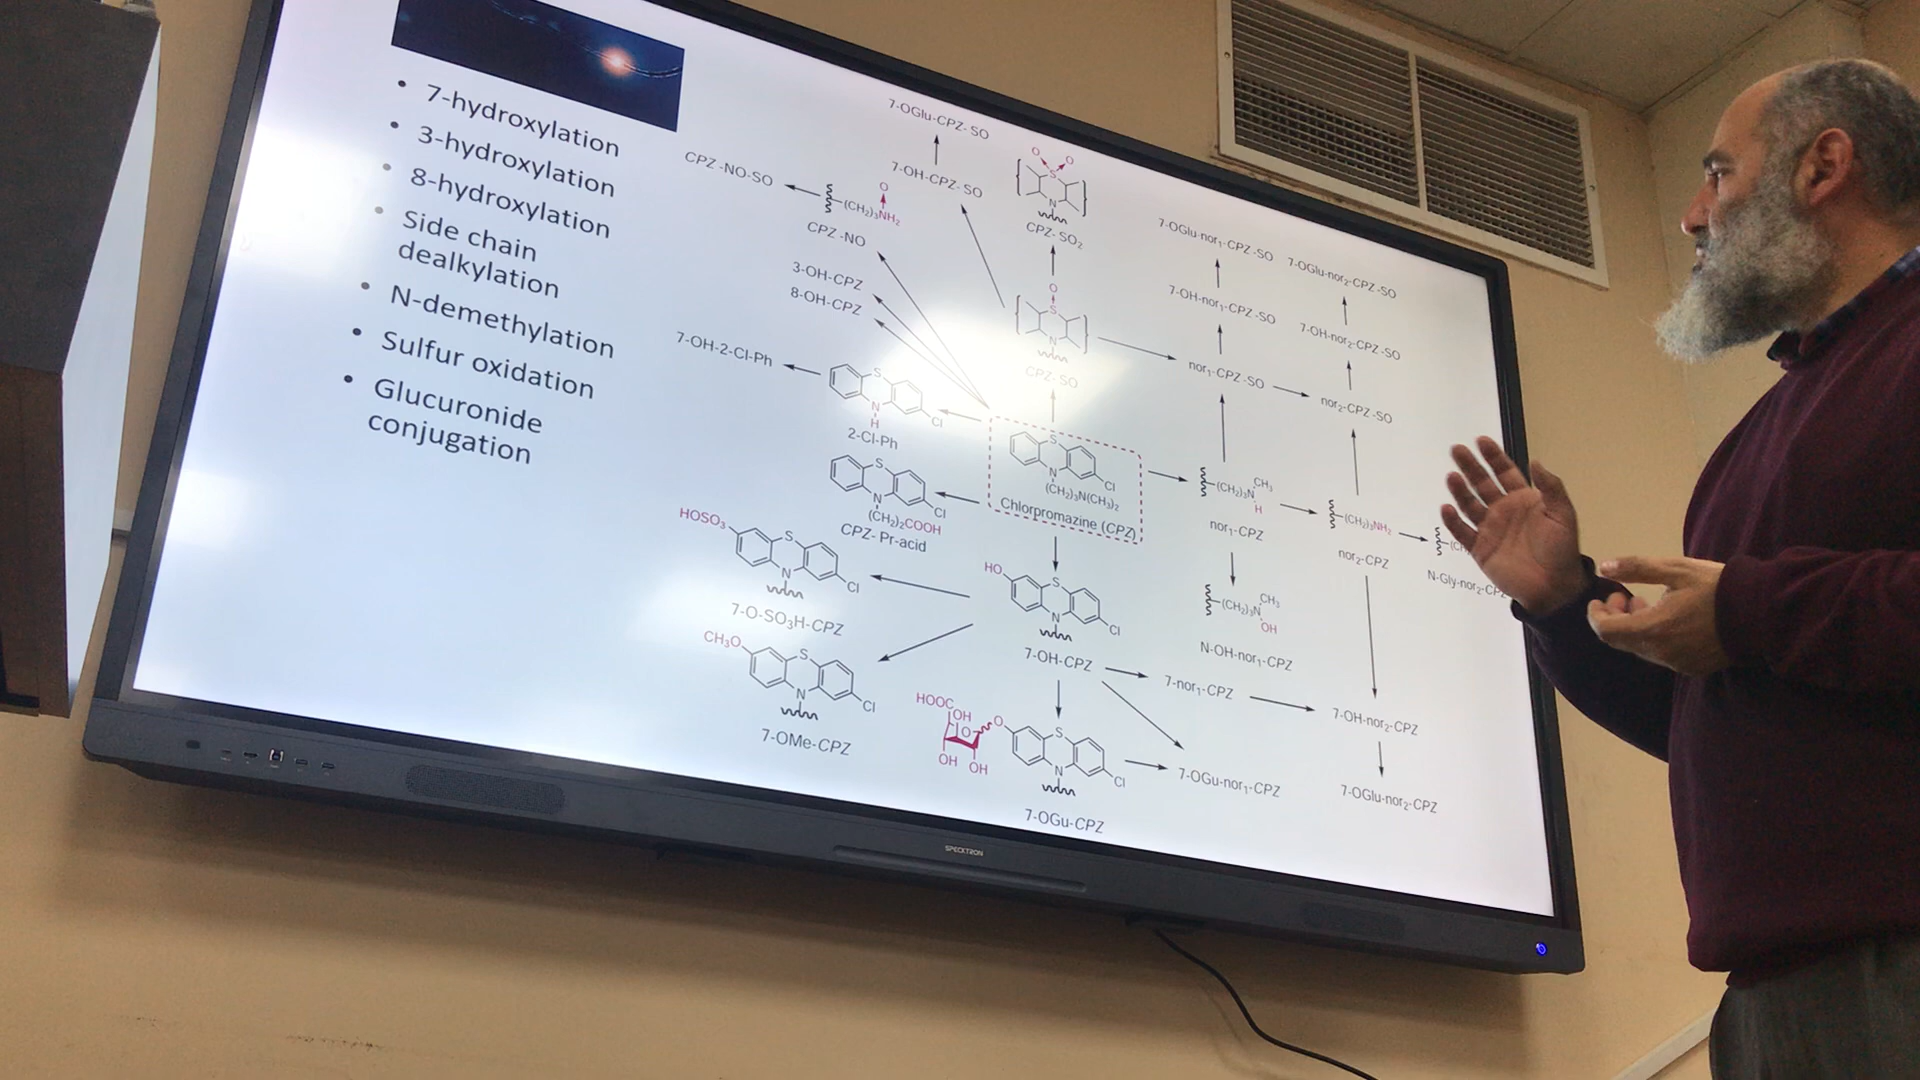 • 7-hydroxylation
• 3-hydroxylation
• 8-hydroxylation
• Side chain
dealkylation
• N-demethylation
• Sulfur oxidation
• Glucuronide
conjugation
7-OGlu-CPZ-SO
7-OH-CPZ-SO
CPZ-NO-SO
O
(CH₂)₃NH₂
CPZ-NO
3-OH-CPZ
8-OH-CPZ
O O
S
N
CPZ-SO₂
O
S
N
CPZ-SO
7-OGlu-nor₁-CPZ-SO
7-OGlu-nor₂-CPZ-SO
7-OH-nor₁-CPZ-SO
7-OH-nor₂-CPZ-SO
nor₁-CPZ-SO
nor₂-CPZ-SO
7-OH-2-Cl-Ph
S
N
H
Cl
2-Cl-Ph
S
N
Cl
(CH₂)₃N(CH₃)₂
Chlorpromazine (CPZ)
S
N
Cl
(CH₂)₂COOH
CPZ-Pr-acid
CH₃
(CH₂)₃N
H
nor₁-CPZ
(CH₂)₃NH₂
nor₂-CPZ
N-Gly-nor₂-CPZ
CH₃
(CH₂)₃N
OH
N-OH-nor₁-CPZ
HOSO₃
S
N
Cl
7-O-SO₃H-CPZ
HO
S
N
Cl
7-OH-CPZ
CH₃O
S
N
Cl
7-OMe-CPZ
7-nor₁-CPZ
7-OH-nor₂-CPZ
HOOC
OH
O
O
OH
OH
S
N
Cl
7-OGu-CPZ
7-OGu-nor₁-CPZ
7-OGlu-nor₂-CPZ
SPECKTRON